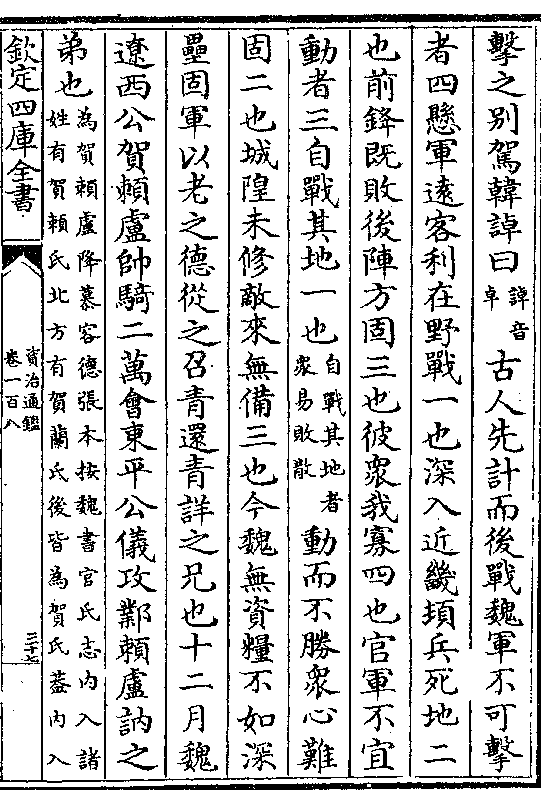 擊之别駕韓𧨳曰𧨳音卓古人先計而後戰魏軍不可擊
者四懸軍遠客利在野戰一也深入近畿頓兵死地二
也前鋒既敗後陣方固三也彼衆我寡四也官軍不宜
動者三自戰其地一也自戰其地者衆易敗散動而不勝衆心難
固二也城隍未修敵來無備三也今魏無資糧不如深
壘固軍以老之德從之召青還青詳之兄也十二月魏
遼西公賀賴盧帥騎二萬會東平公儀攻鄴賴盧訥之
弟也為賀賴盧降慕容德張本按魏書官氏志内入諸姓有賀賴氏北方有賀蘭氏後皆為賀氏葢内入
欽定四庫全書
資治通鑑
卷一百八
三十七